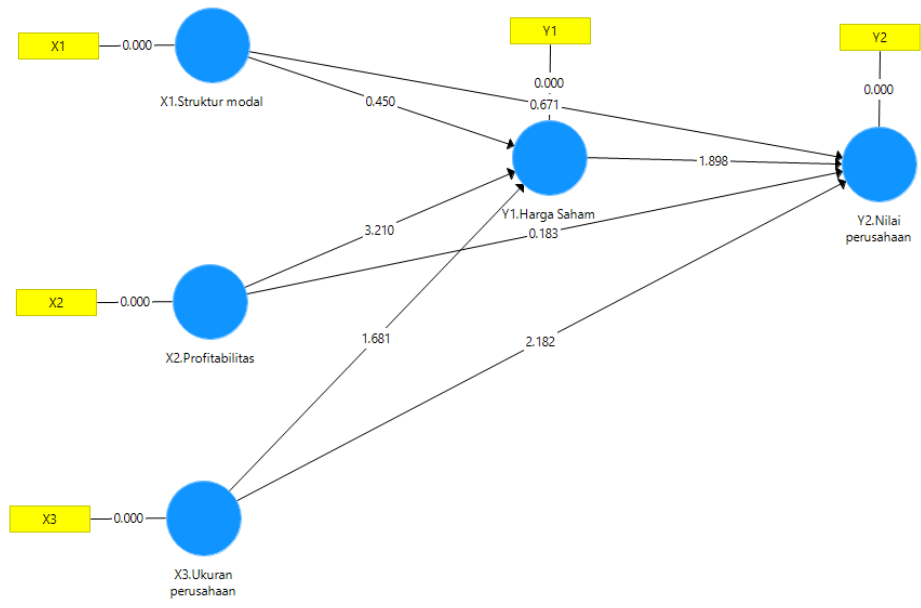 X1
0.000
X1.Struktur modal
Y1
0.000
Y2
0.000
0.450
0.671
1.898
Y1.Harga Saham
Y2.Nilai
perusahaan
3.210
0.183
X2
0.000
X2.Profitabilitas
1.681
2.182
X3
0.000
X3.Ukuran
perusahaan